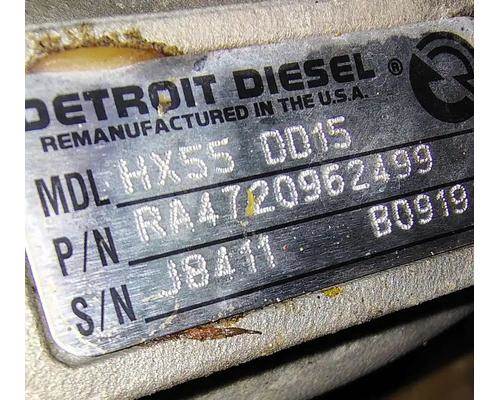 DETROIT DIESEL ®
REMANUFACTURED IN THE U.S.A.
MDL HX55 DD15
P/N RA4720962499
S/N J8411 B0919